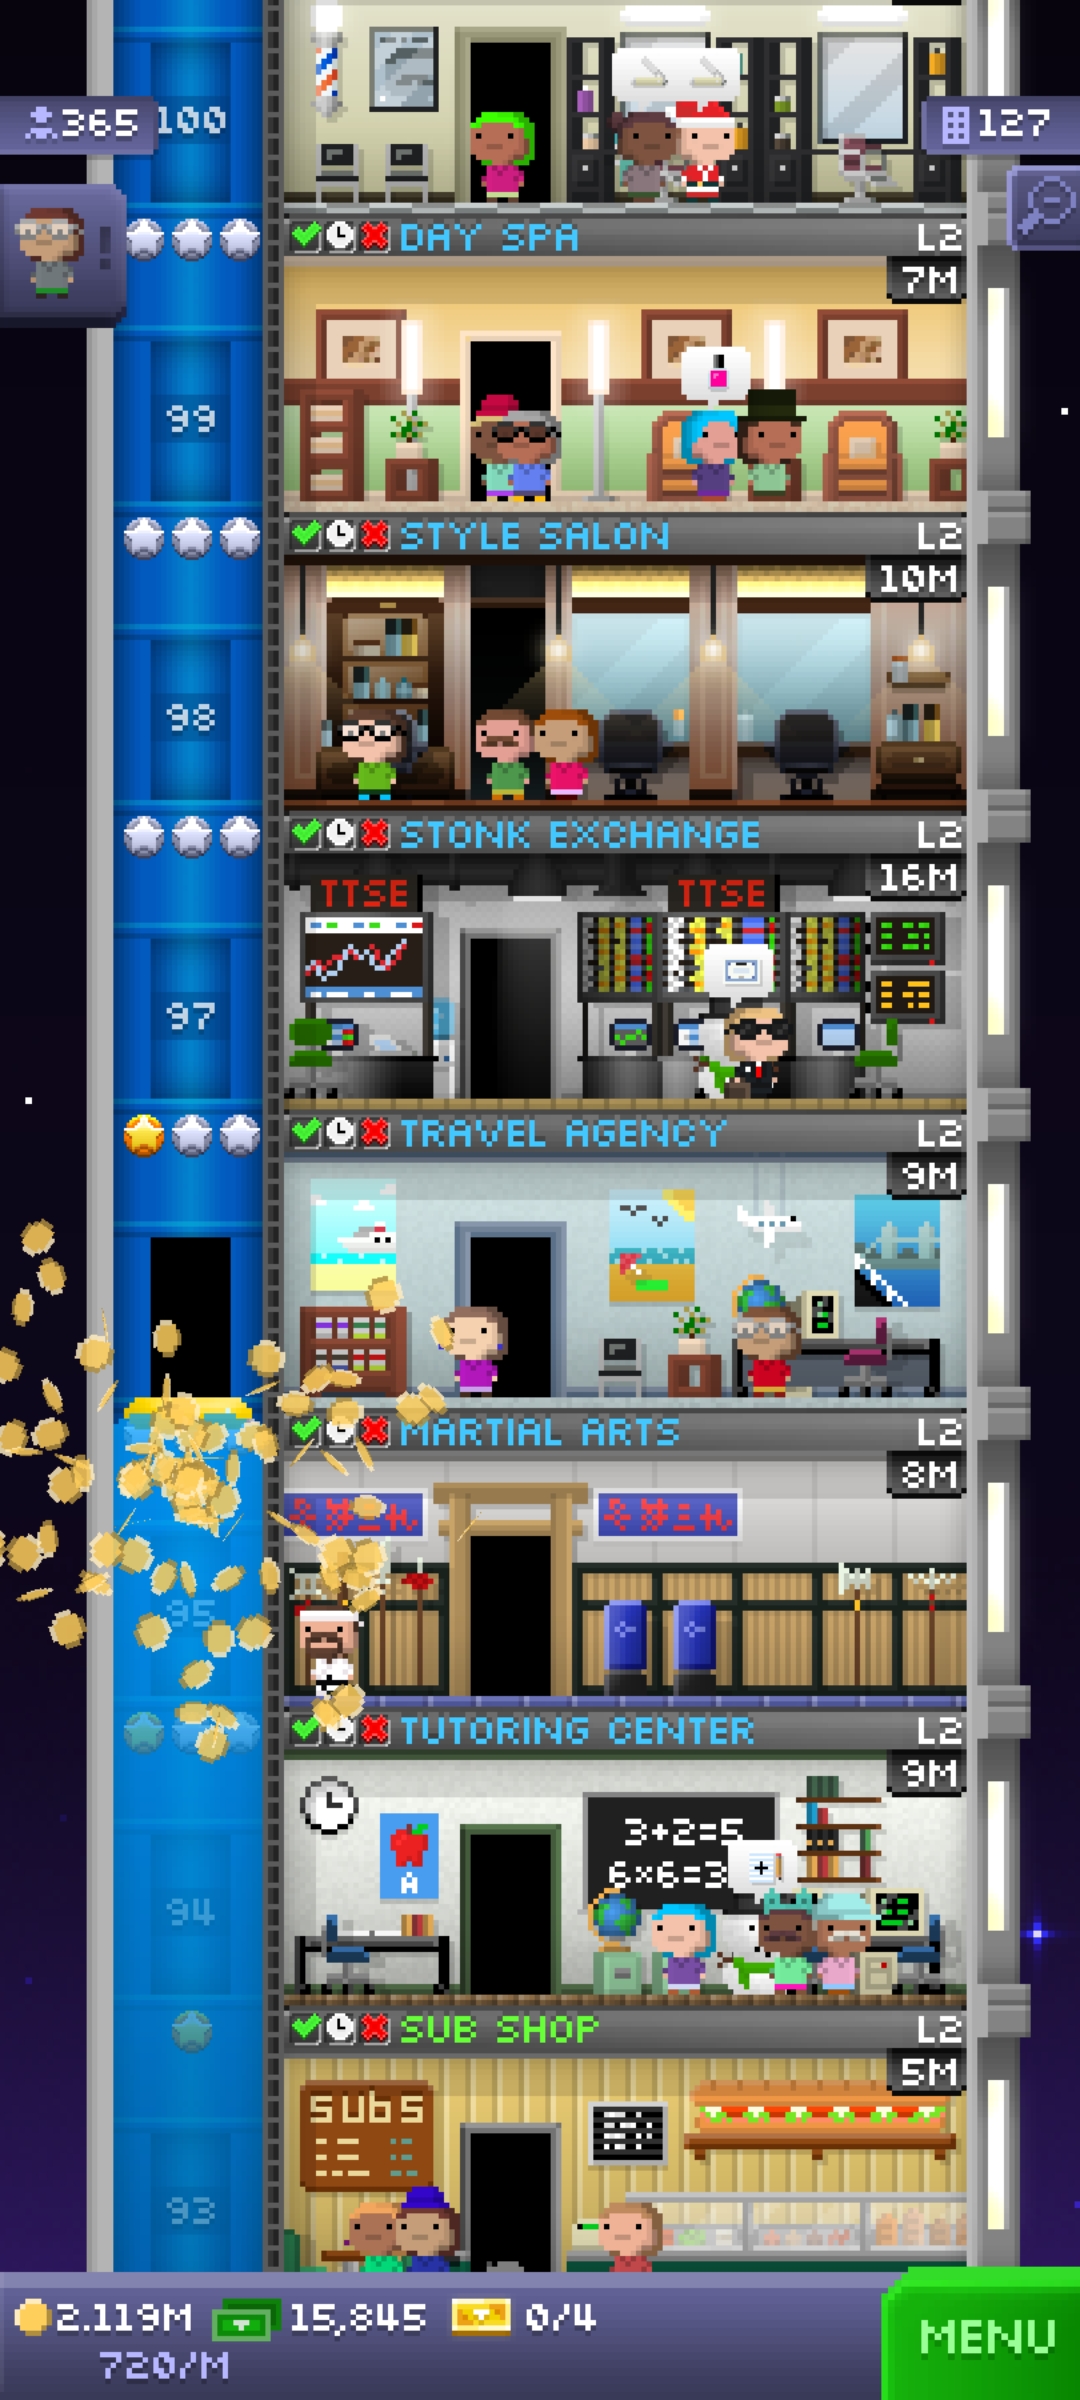 365
100
127
DAY SPA L2
7M
99
STYLE SALON L2
10M
98
STONK EXCHANGE L2
16M
TTSE TTSE
97
TRAVEL AGENCY L2
9M
MARTIAL ARTS L2
8M
95
TUTORING CENTER L2
9M
3+2=5
6×6=3
A
94
SUB SHOP L2
5M
SUBS
93
2.119M 15,845 0/4
720/M
MENU